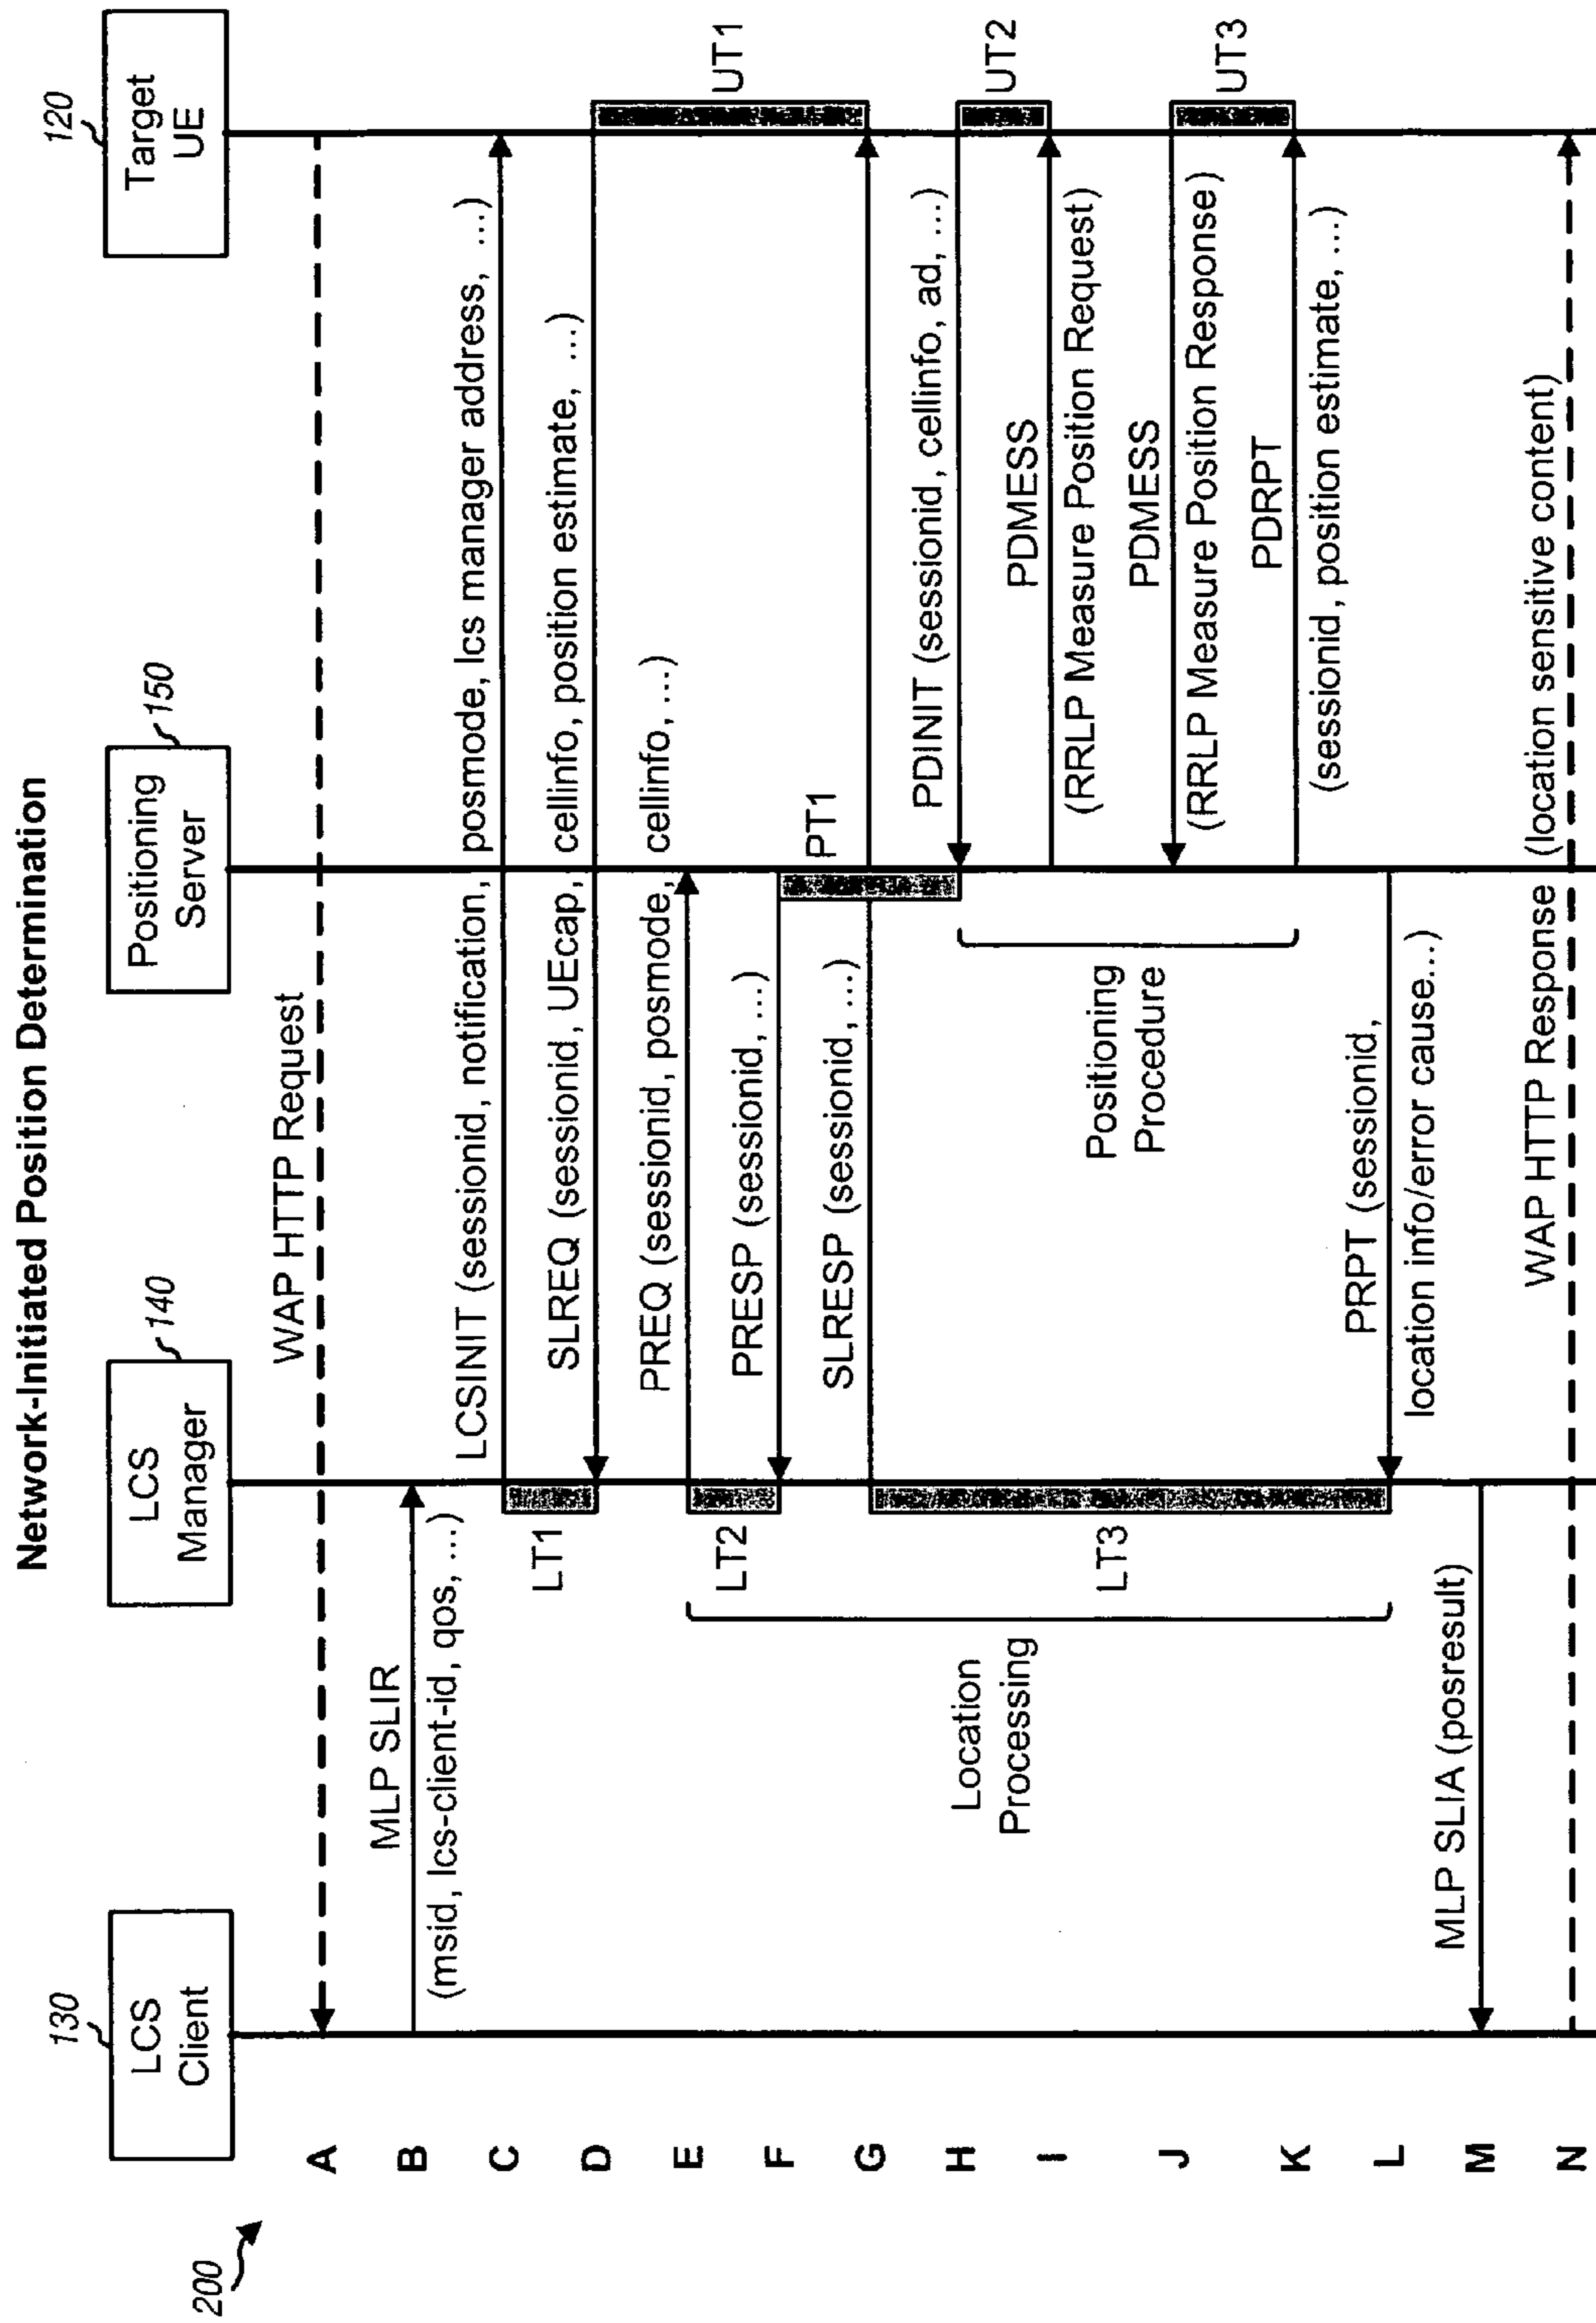 Network-Initiated Position Determination
200
130
LCS
Client
140
LCS
Manager
150
Positioning
Server
120
Target
UE
A
WAP HTTP Request
B
MLP SLIR
(msid, lcs-client-id, qos, ...)
C
LCSINIT (sessionid, notification, posmode, lcs manager address, ...)
LT1
D
SLREQ (sessionid, UEcap, cellinfo, position estimate, ...)
UT1
E
PREQ (sessionid, posmode, cellinfo, ...)
LT2
F
PRESP (sessionid, ...)
PT1
G
SLRESP (sessionid, ...)
H
PDINIT (sessionid, cellinfo, ad, ...)
UT2
Location
Processing
LT3
Positioning
Procedure
I
PDMESS
(RRLP Measure Position Request)
J
PDMESS
(RRLP Measure Position Response)
UT3
K
PDRPT
(sessionid, position estimate, ...)
L
PRPT (sessionid,
location info/error cause...)
M
MLP SLIA (posresult)
N
WAP HTTP Response (location sensitive content)